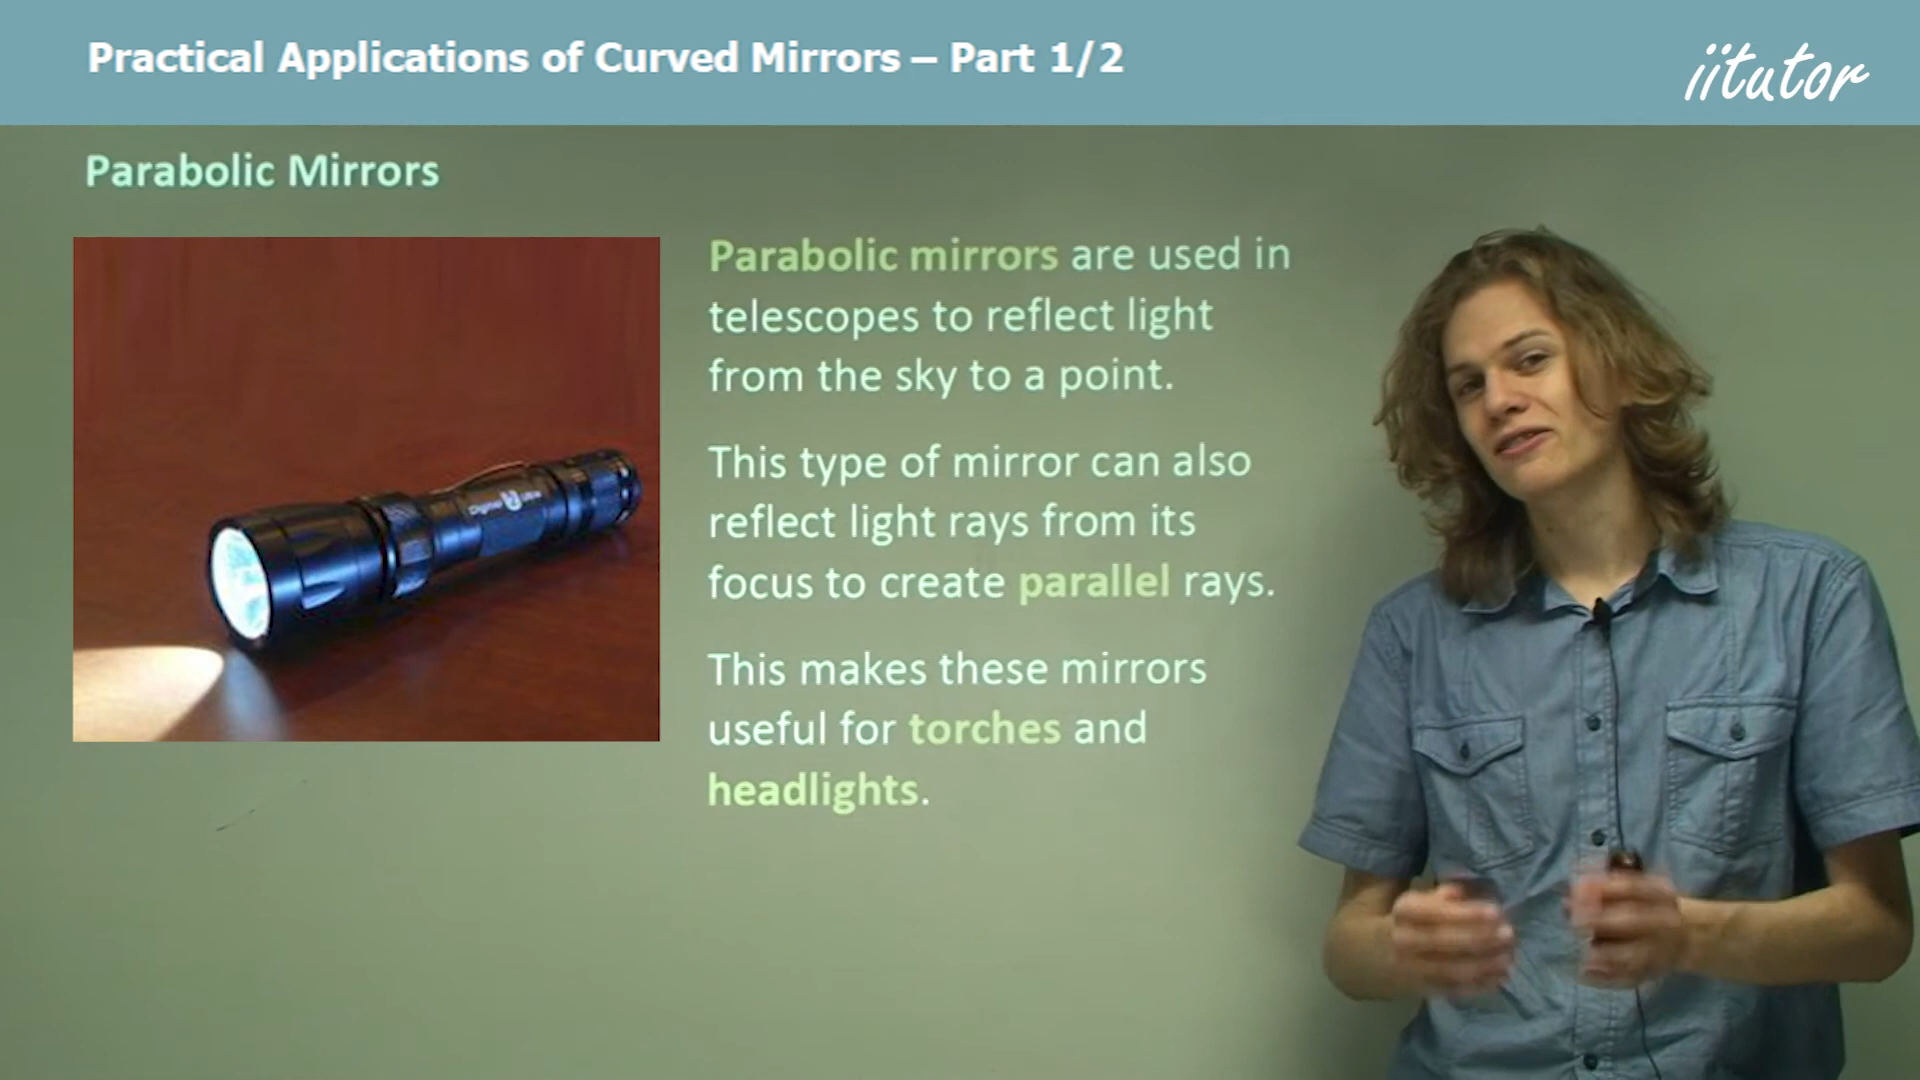 Practical Applications of Curved Mirrors – Part 1/2
iitutor
Parabolic Mirrors
Parabolic mirrors are used in
telescopes to reflect light
from the sky to a point.
This type of mirror can also
reflect light rays from its
focus to create parallel rays.
This makes these mirrors
useful for torches and
headlights.